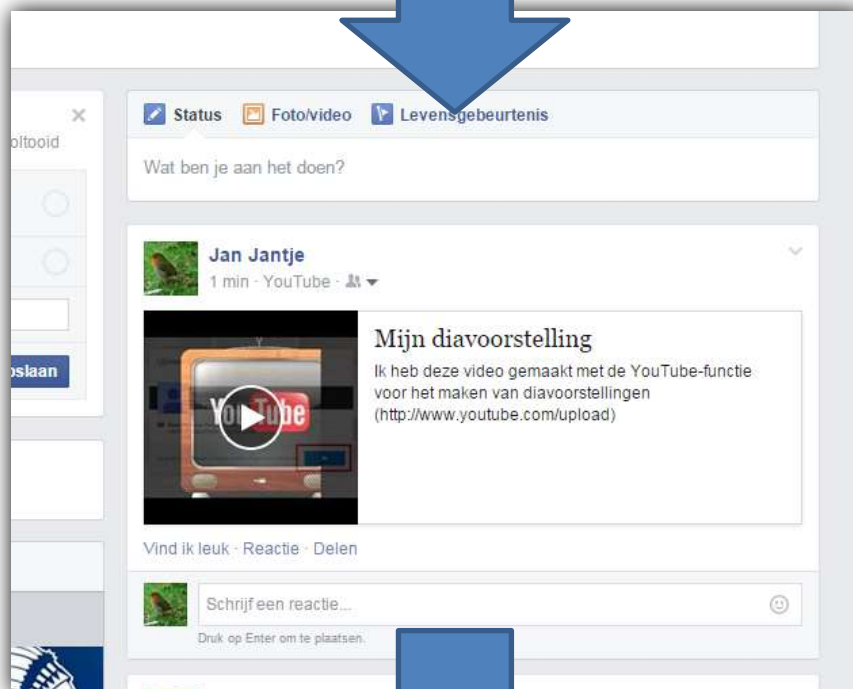 oltooid
pslaan
Status Foto/video Levensgebeurtenis
Wat ben je aan het doen?
Jan Jantje
1 min · YouTube ·
YouTube
Mijn diavoorstelling
Ik heb deze video gemaakt met de YouTube-functie
voor het maken van diavoorstellingen
(http://www.youtube.com/upload)
Vind ik leuk · Reactie · Delen
Schrijf een reactie...
Druk op Enter om te plaatsen.